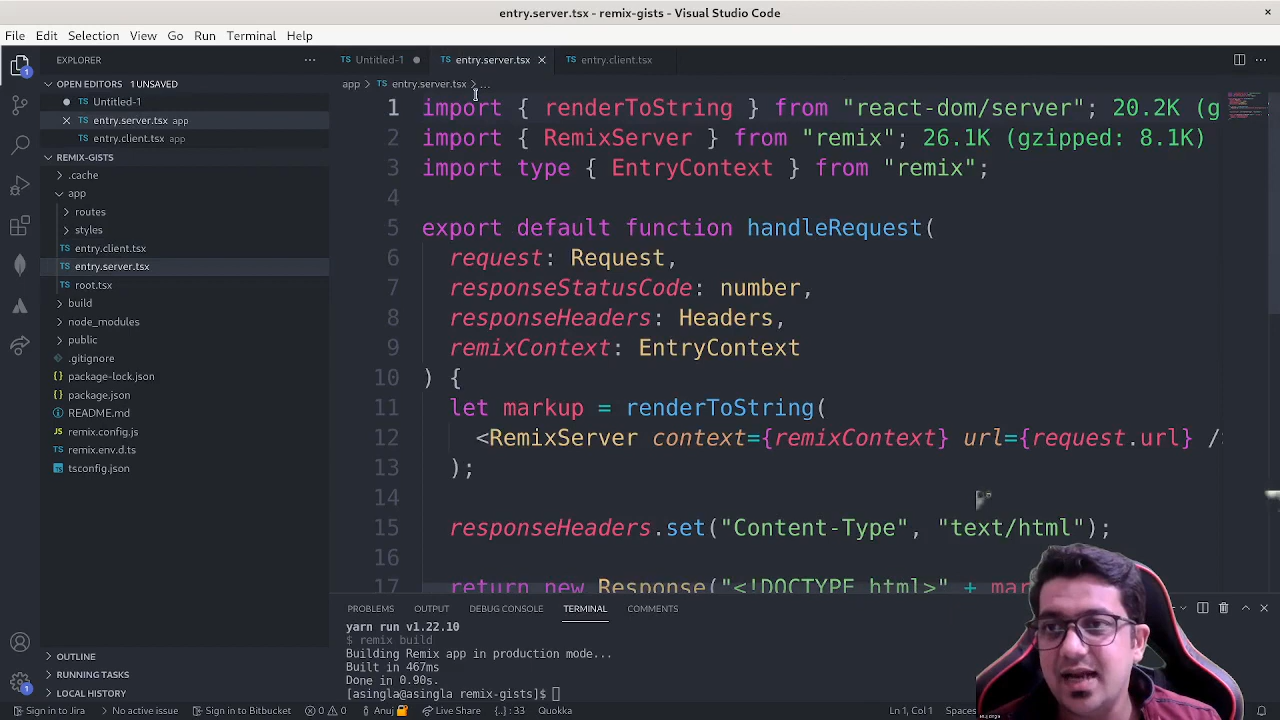 entry.server.tsx - remix-gists - Visual Studio Code
File Edit Selection View Go Run Terminal Help
EXPLORER
OPEN EDITORS 1 UNSAVED
Untitled-1
entry.server.tsx app
entry.client.tsx app
REMIX-GISTS
.cache
app
routes
styles
entry.client.tsx
entry.server.tsx
root.tsx
build
node_modules
public
.gitignore
package-lock.json
package.json
README.md
remix.config.js
remix.env.d.ts
tsconfig.json
OUTLINE
RUNNING TASKS
LOCAL HISTORY
Untitled-1 entry.server.tsx entry.client.tsx
app > entry.server.tsx > ...
1 import { renderToString } from "react-dom/server"; 20.2K (g
2 import { RemixServer } from "remix"; 26.1K (gzipped: 8.1K)
3 import type { EntryContext } from "remix";
4
5 export default function handleRequest(
6 request: Request,
7 responseStatusCode: number,
8 responseHeaders: Headers,
9 remixContext: EntryContext
10 ) {
11 let markup = renderToString(
12 <RemixServer context={remixContext} url={request.url} /
13 );
14
15 responseHeaders.set("Content-Type", "text/html");
16
17 return new Response("<!DOCTYPE html>" + mar
PROBLEMS OUTPUT DEBUG CONSOLE TERMINAL COMMENTS
yarn run v1.22.10
$ remix build
Building Remix app in production mode...
Built in 467ms
Done in 0.90s.
[asingla@asingla remix-gists]$
Sign in to Jira No active issue Sign in to Bitbucket 0 0 Anuj Live Share {..} : 33 Quokka Ln 1, Col 1 Spaces